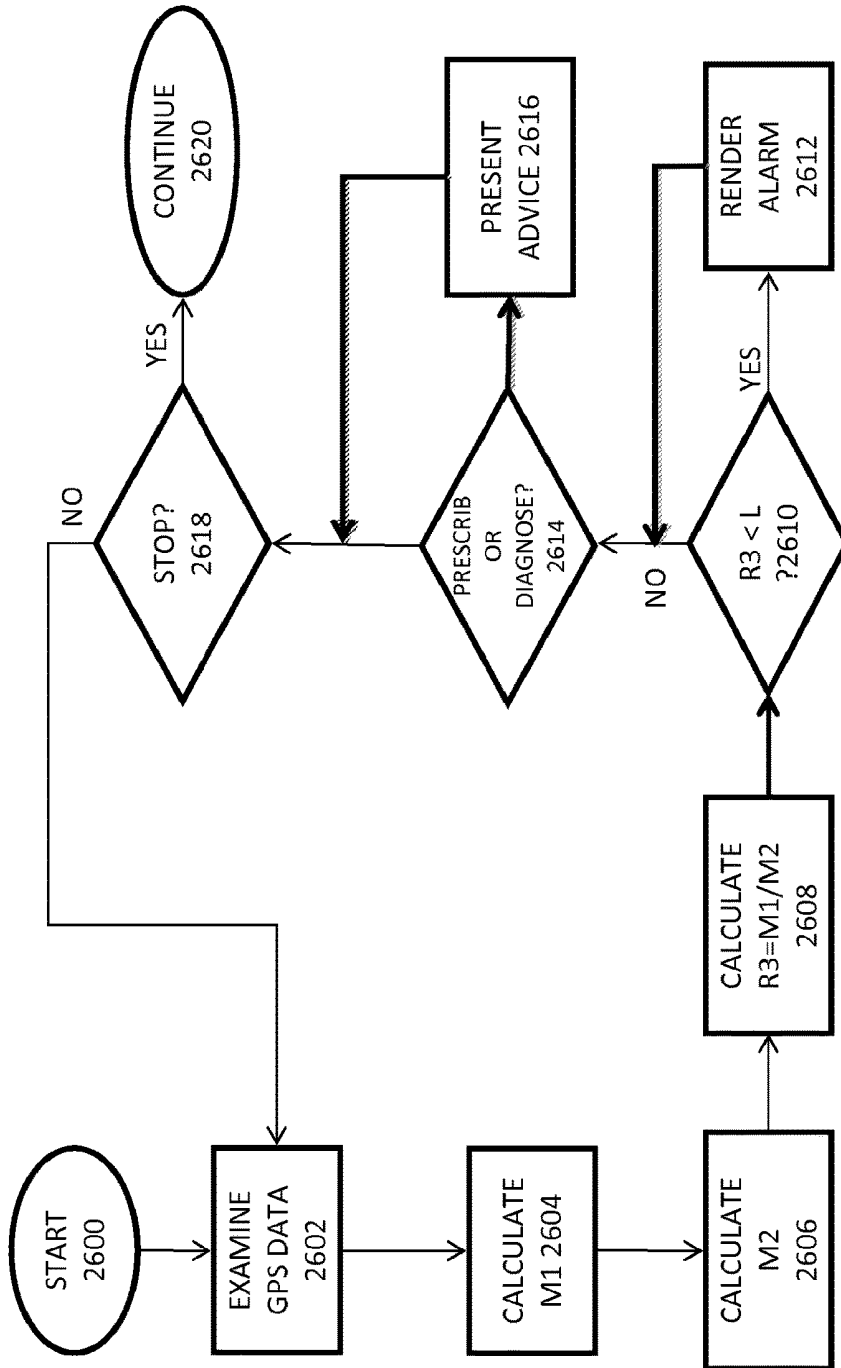 START
2600
EXAMINE
GPS DATA
2602
CALCULATE
M1 2604
CALCULATE
M2
2606
CALCULATE
R3=M1/M2
2608
R3 < L
?2610
YES
NO
RENDER
ALARM
2612
PRESCRIB
OR
DIAGNOSE?
2614
PRESENT
ADVICE 2616
STOP?
2618
NO
YES
CONTINUE
2620